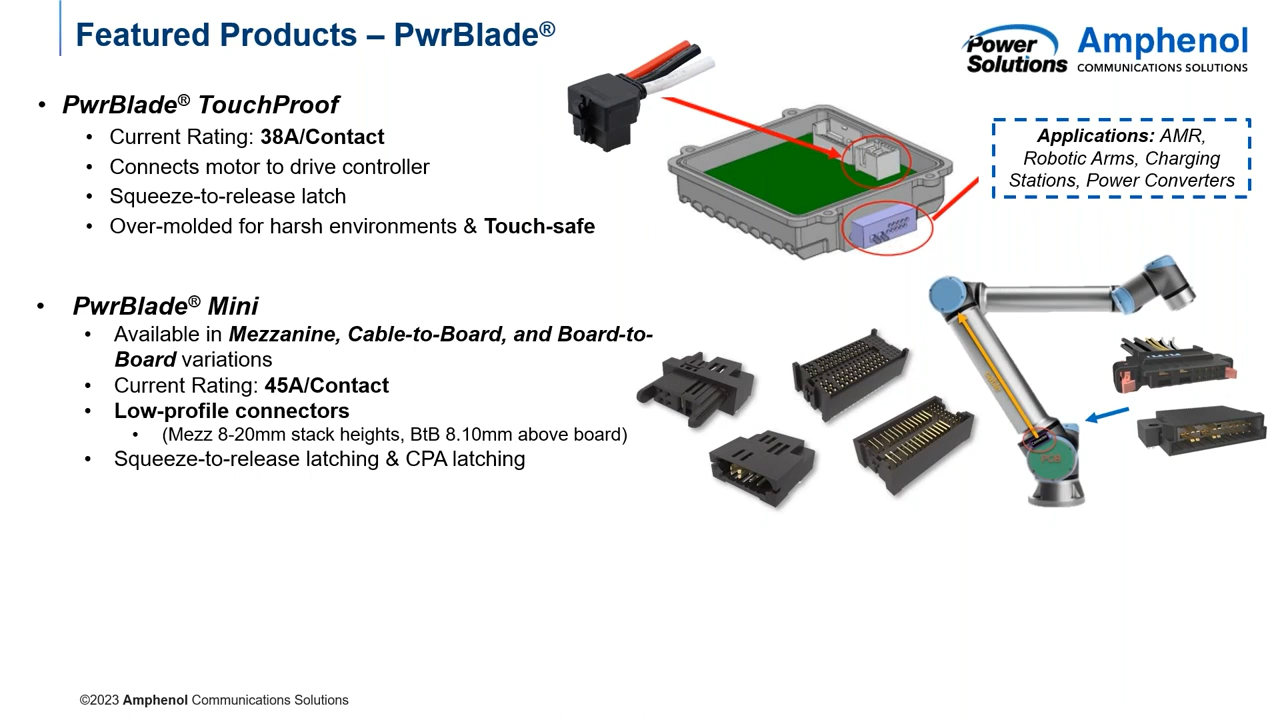 Featured Products – PwrBlade®
Power
Solutions
Amphenol
COMMUNICATIONS SOLUTIONS
• PwrBlade® TouchProof
• Current Rating: 38A/Contact
• Connects motor to drive controller
• Squeeze-to-release latch
• Over-molded for harsh environments & Touch-safe
Applications: AMR,
Robotic Arms, Charging
Stations, Power Converters
• PwrBlade® Mini
• Available in Mezzanine, Cable-to-Board, and Board-to-
Board variations
• Current Rating: 45A/Contact
• Low-profile connectors
• (Mezz 8-20mm stack heights, BtB 8.10mm above board)
• Squeeze-to-release latching & CPA latching
PCB
©2023 Amphenol Communications Solutions